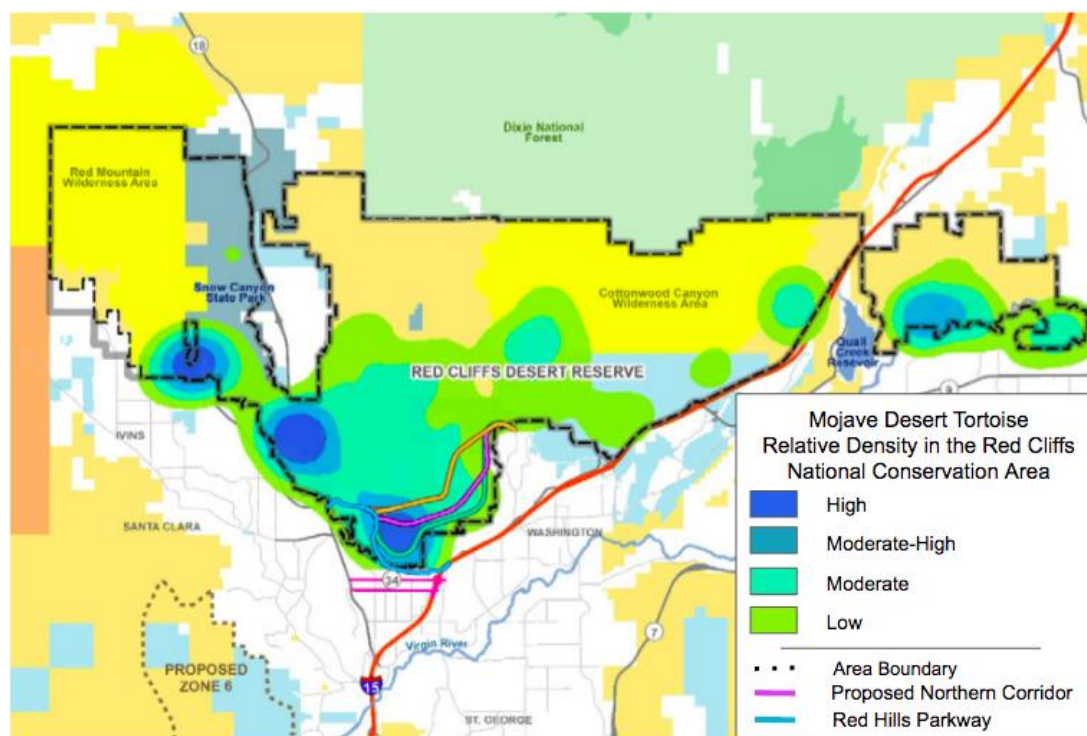 18
Dixie National
Forest
Red Mountain
Wilderness Area
Snow Canyon
State Park
Cottonwood Canyon
Wilderness Area
Quail
Creek
Reservoir
RED CLIFFS DESERT RESERVE
9
IVINS
SANTA CLARA
WASHINGTON
34
7
Virgin River
PROPOSED
ZONE 6
15
ST. GEORGE
Mojave Desert Tortoise
Relative Density in the Red Cliffs
National Conservation Area
High
Moderate-High
Moderate
Low
Area Boundary
Proposed Northern Corridor
Red Hills Parkway